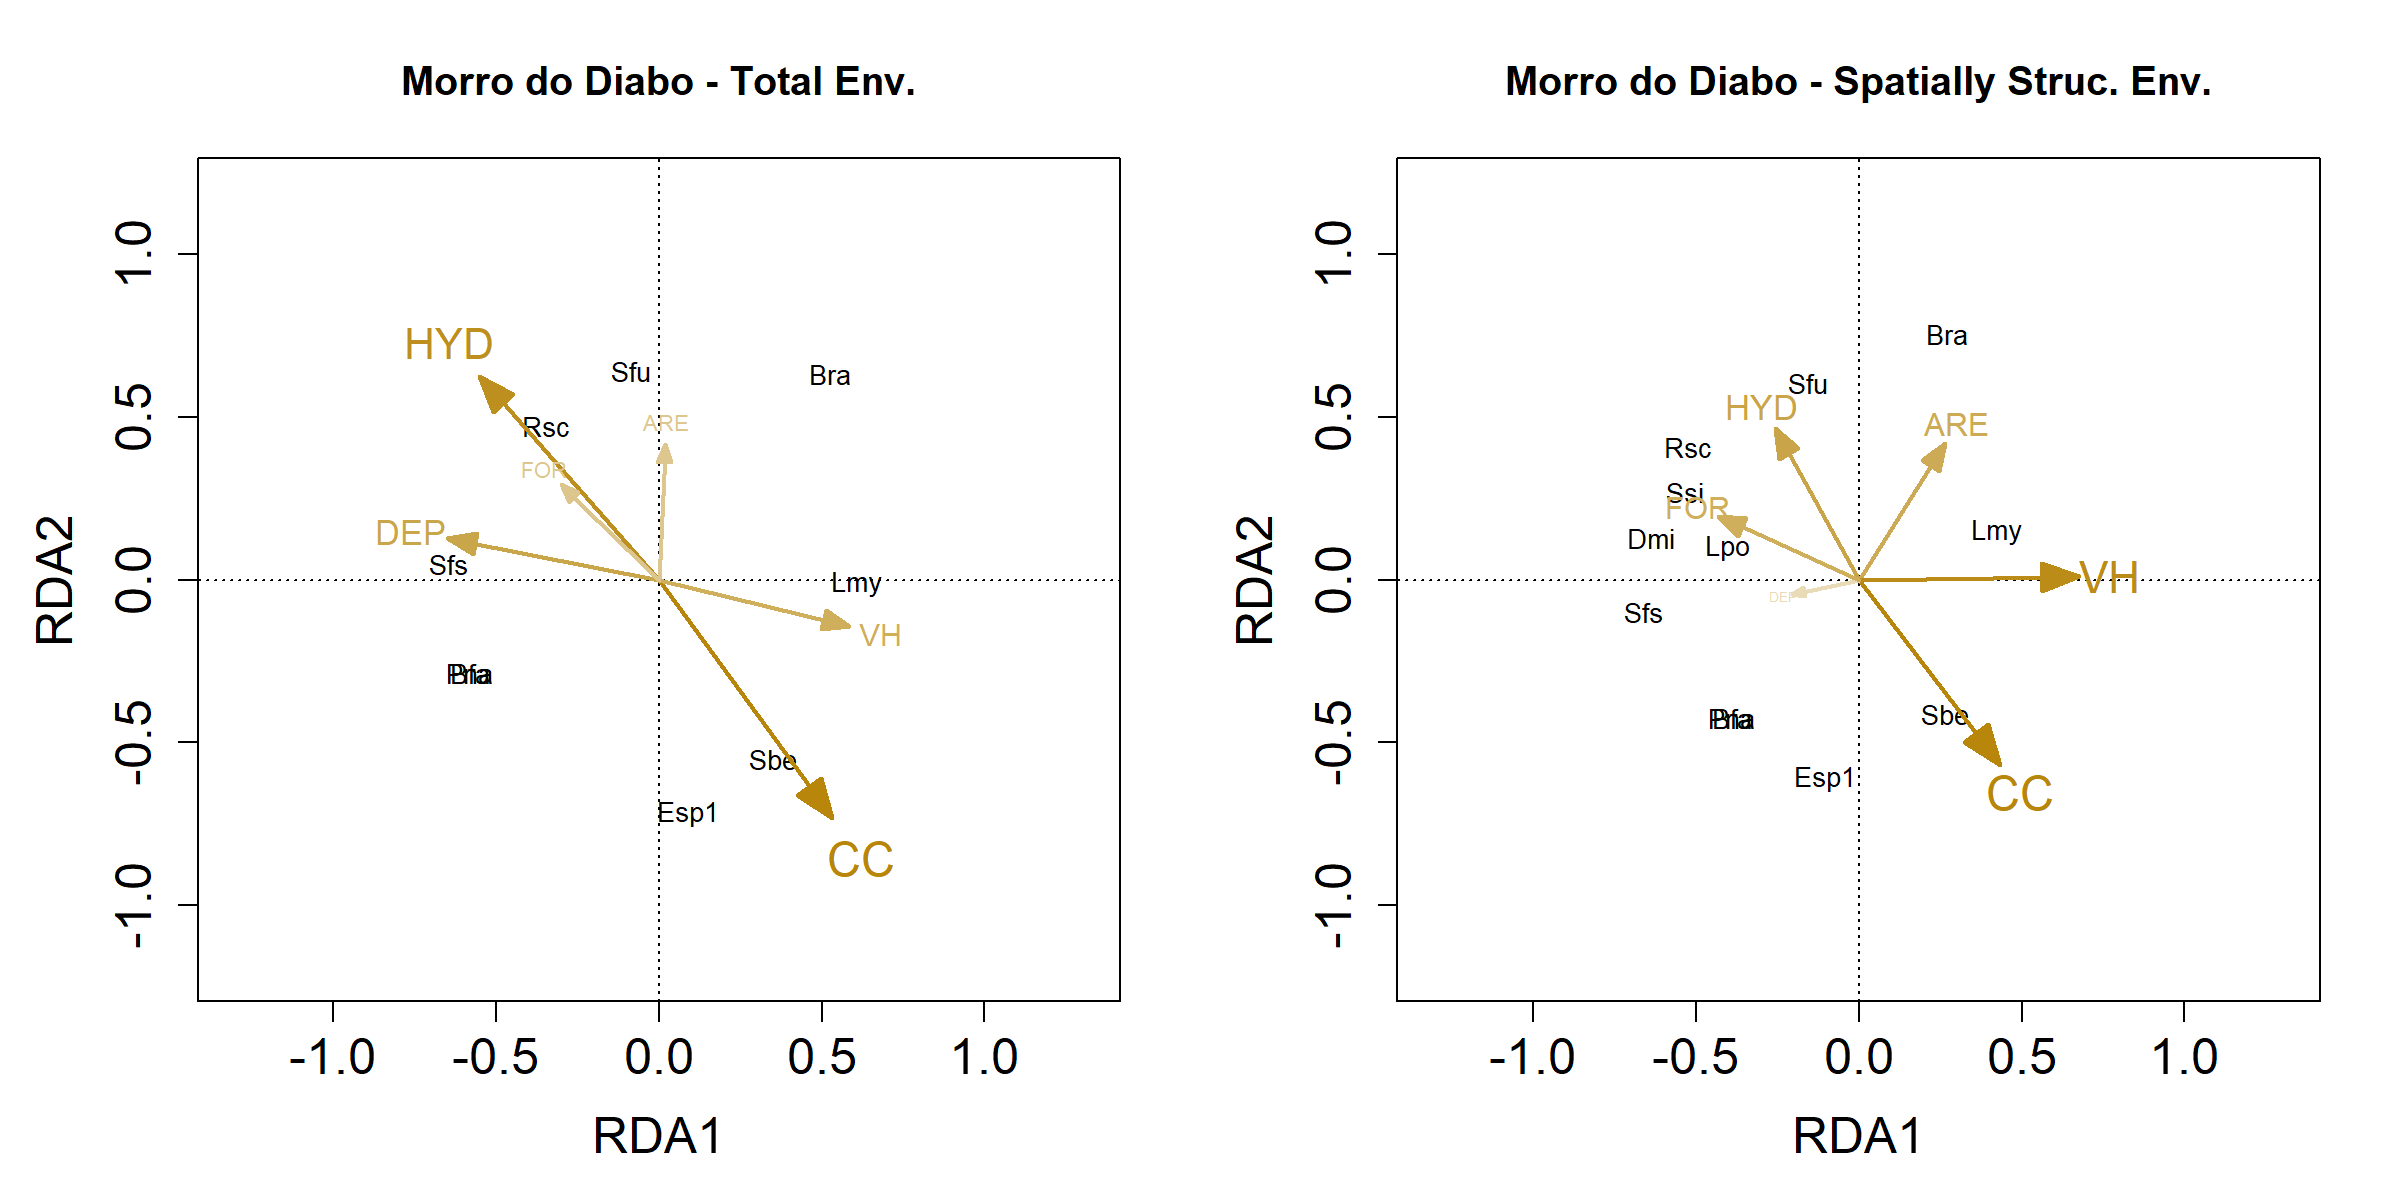 Morro do Diabo - Total Env.
RDA2
1.0
0.5
0.0
-0.5
-1.0
HYD
Sfu
Bra
Rsc
ARE
FOR
DEP
Sfs
Lmy
VH
Bfa
Sbe
Esp1
CC
-1.0 -0.5 0.0 0.5 1.0
RDA1
Morro do Diabo - Spatially Struc. Env.
RDA2
1.0
0.5
0.0
-0.5
-1.0
Bra
Sfu
HYD
ARE
Rsc
Ssi
FOR
Lmy
Dmi
Lpo
VH
DEP
Sfs
Bfa
Sbe
Esp1
CC
-1.0 -0.5 0.0 0.5 1.0
RDA1